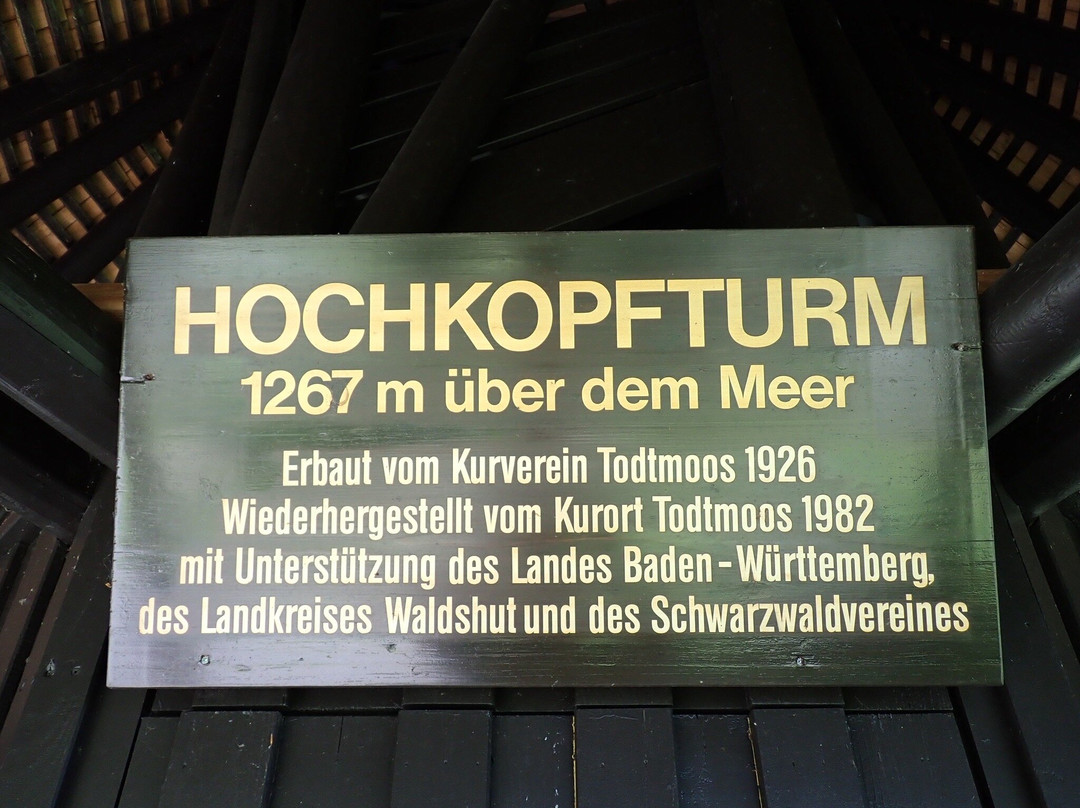 HOCHKOPFTURM
1267 m über dem Meer
Erbaut vom Kurverein Todtmoos 1926
Wiederhergestellt vom Kurort Todtmoos 1982
mit Unterstützung des Landes Baden-Württemberg,
des Landkreises Waldshut und des Schwarzwaldvereines